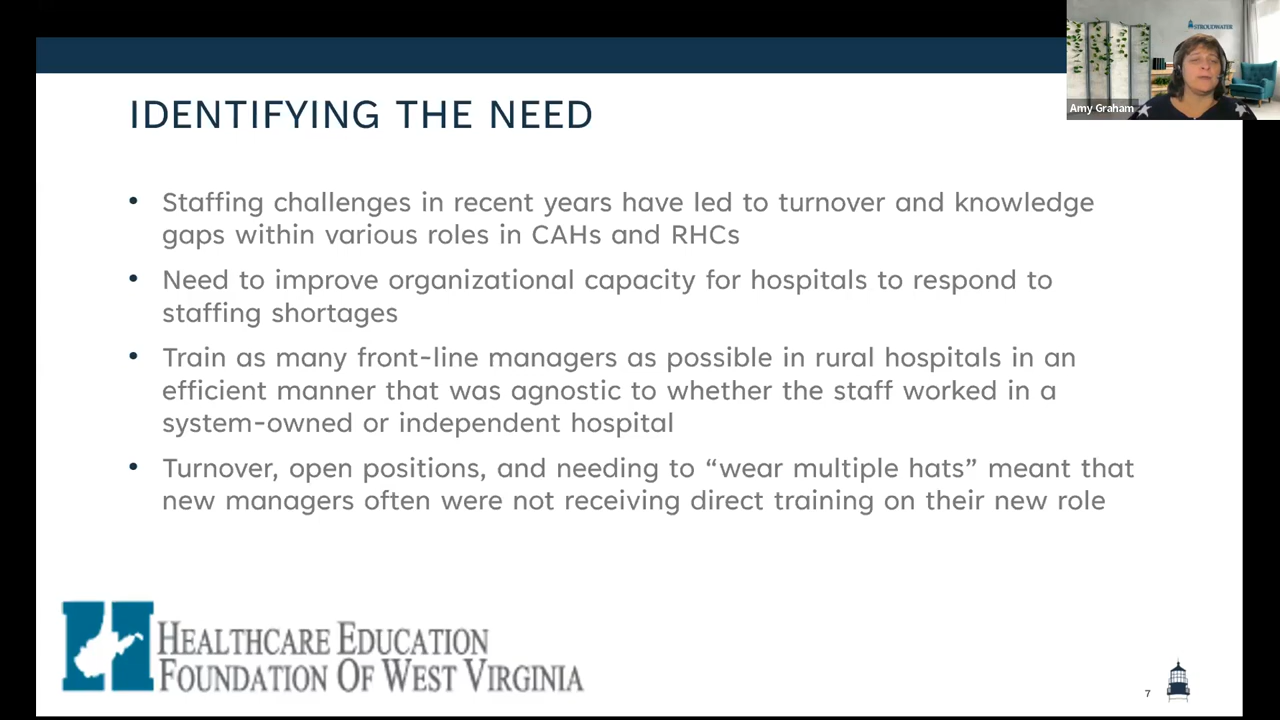 STROUDWATER
Amy Graham
IDENTIFYING THE NEED
• Staffing challenges in recent years have led to turnover and knowledge
gaps within various roles in CAHs and RHCs
• Need to improve organizational capacity for hospitals to respond to
staffing shortages
• Train as many front-line managers as possible in rural hospitals in an
efficient manner that was agnostic to whether the staff worked in a
system-owned or independent hospital
• Turnover, open positions, and needing to “wear multiple hats” meant that
new managers often were not receiving direct training on their new role
HEALTHCARE EDUCATION
FOUNDATION OF WEST VIRGINIA
7